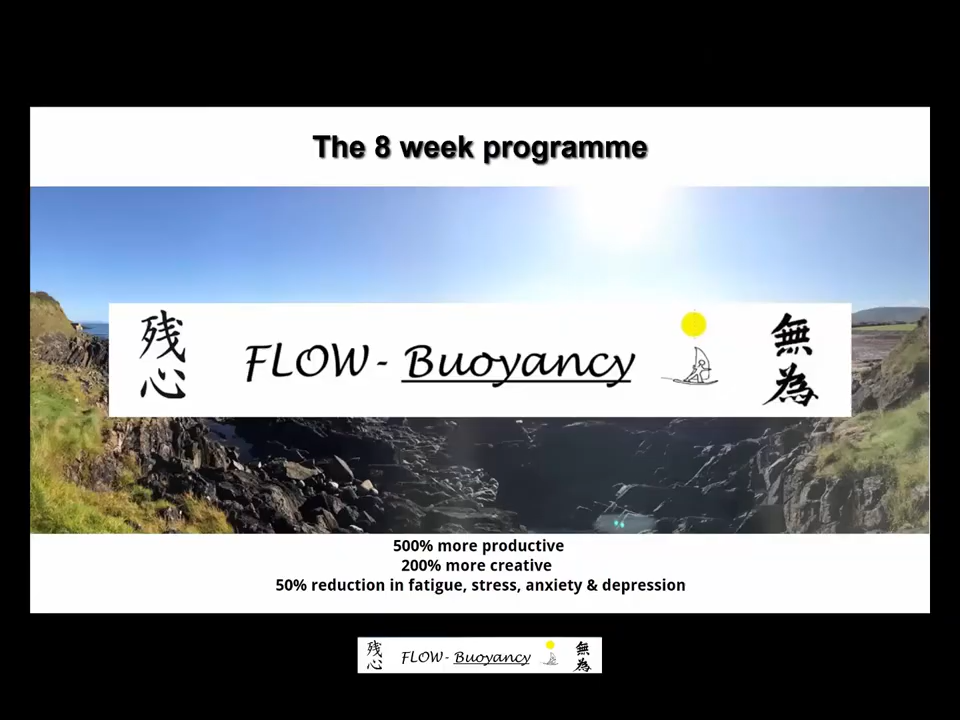 The 8 week programme
残心
FLOW- Buoyancy
無為
500% more productive
200% more creative
50% reduction in fatigue, stress, anxiety & depression
残心
FLOW- Buoyancy
無為